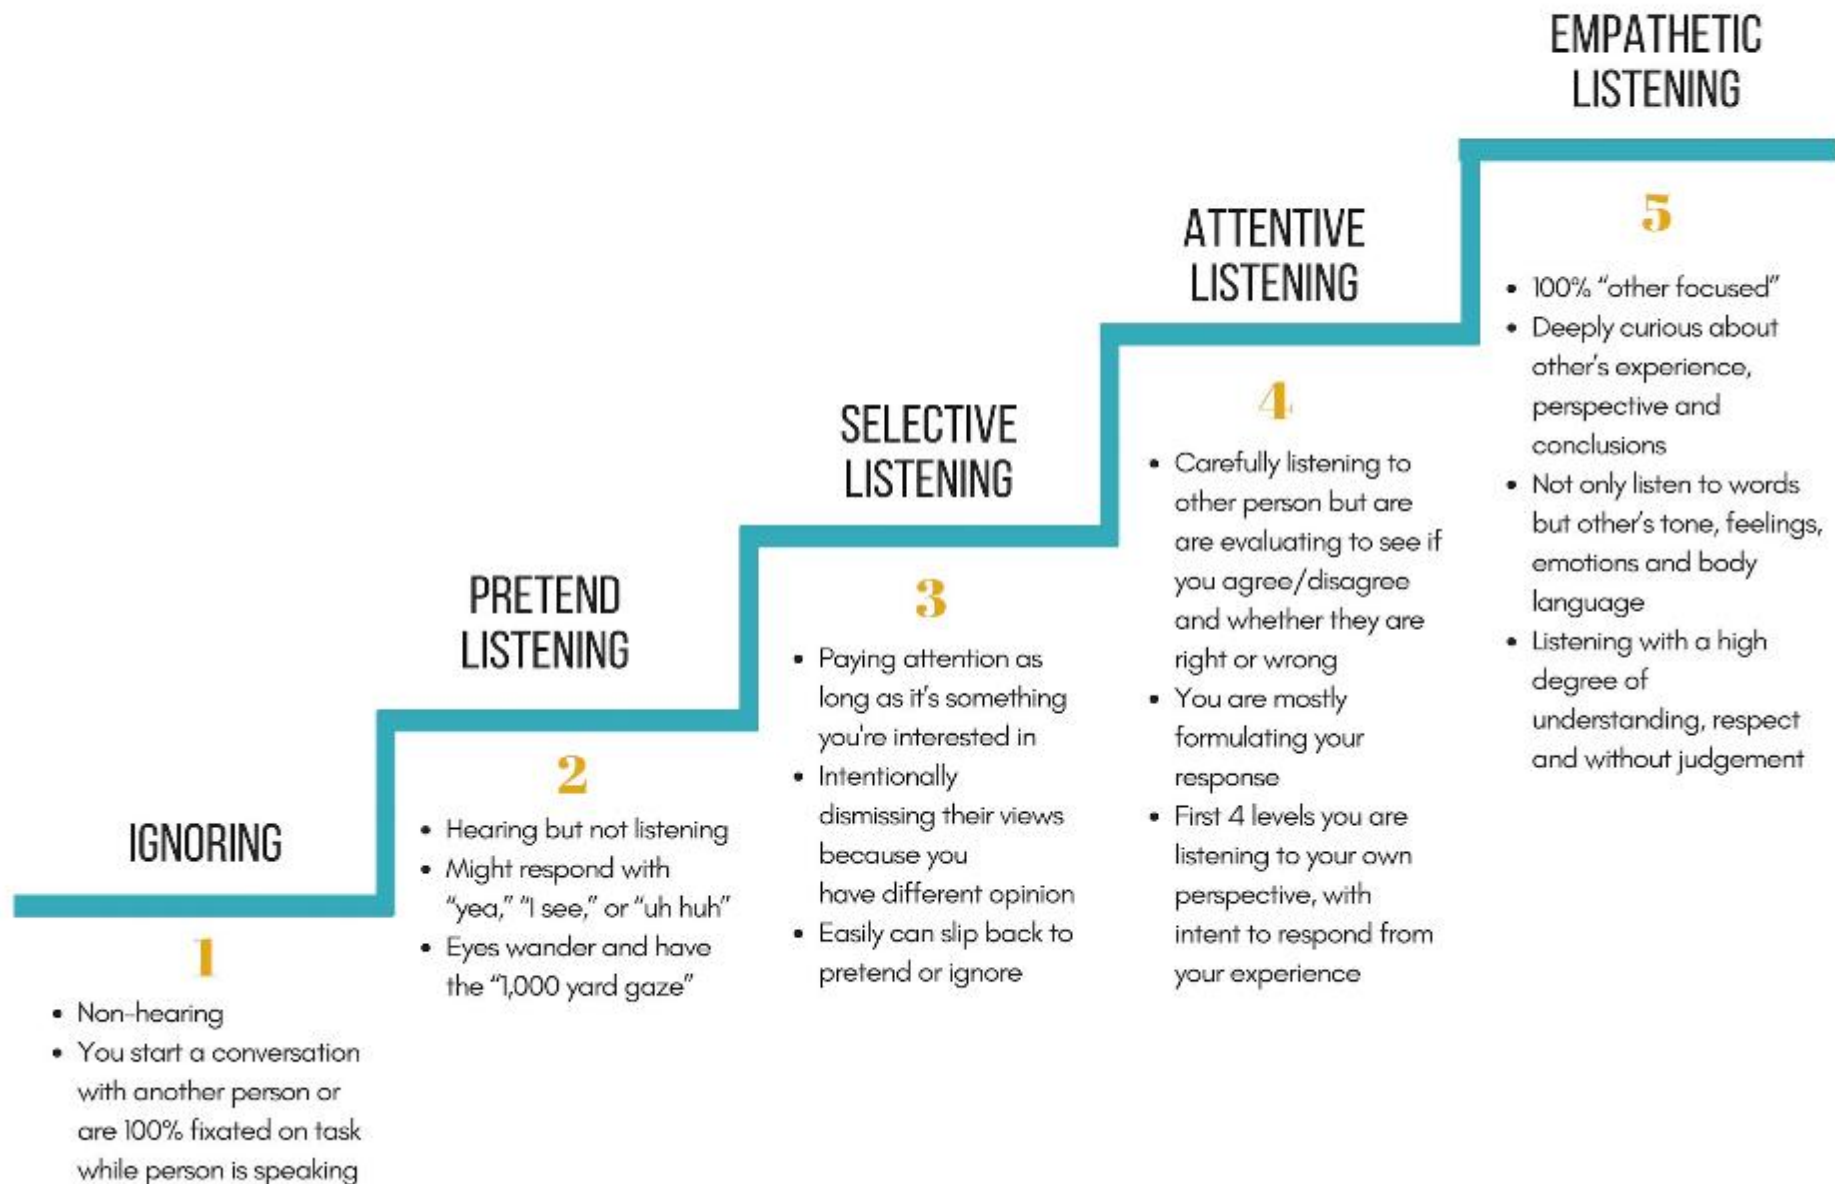 IGNORING
1
• Non-hearing
• You start a conversation
with another person or
are 100% fixated on task
while person is speaking
PRETEND
LISTENING
2
• Hearing but not listening
• Might respond with
“yea,” “I see,” or “uh huh”
• Eyes wander and have
the “1,000 yard gaze”
SELECTIVE
LISTENING
3
• Paying attention as
long as it’s something
you're interested in
• Intentionally
dismissing their views
because you
have different opinion
• Easily can slip back to
pretend or ignore
ATTENTIVE
LISTENING
4
• Carefully listening to
other person but are
are evaluating to see if
you agree/disagree
and whether they are
right or wrong
• You are mostly
formulating your
response
• First 4 levels you are
listening to your own
perspective, with
intent to respond from
your experience
EMPATHETIC
LISTENING
5
• 100% “other focused”
• Deeply curious about
other’s experience,
perspective and
conclusions
• Not only listen to words
but other’s tone, feelings,
emotions and body
language
• Listening with a high
degree of
understanding, respect
and without judgement